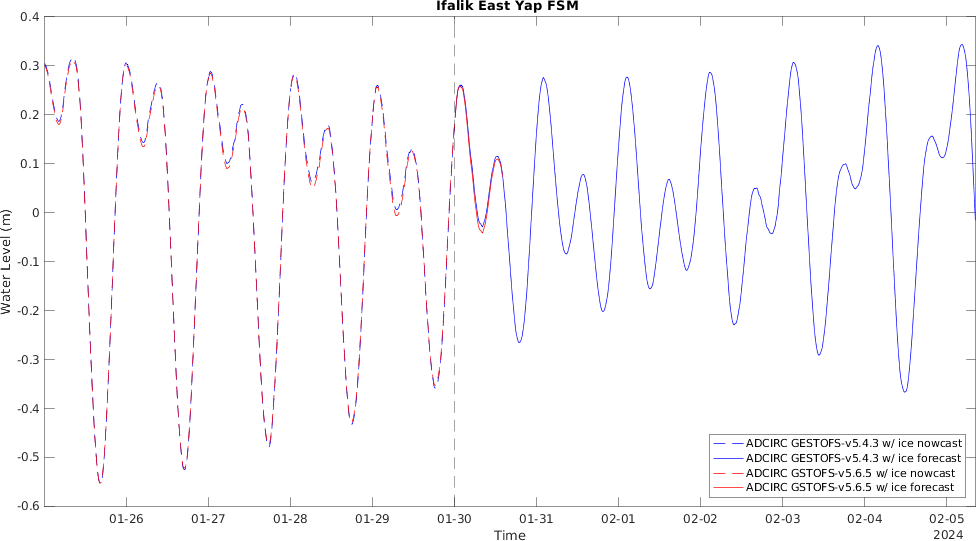 Ifalik East Yap FSM
0.4
0.3
0.2
0.1
0
-0.1
-0.2
-0.3
-0.4
-0.5
-0.6
Water Level (m)
ADCIRC GESTOFS-v5.4.3 w/ ice nowcast
ADCIRC GESTOFS-v5.4.3 w/ ice forecast
ADCIRC GSTOFS-v5.6.5 w/ ice nowcast
ADCIRC GSTOFS-v5.6.5 w/ ice forecast
01-26 01-27 01-28 01-29 01-30 01-31 02-01 02-02 02-03 02-04 02-05
Time 2024